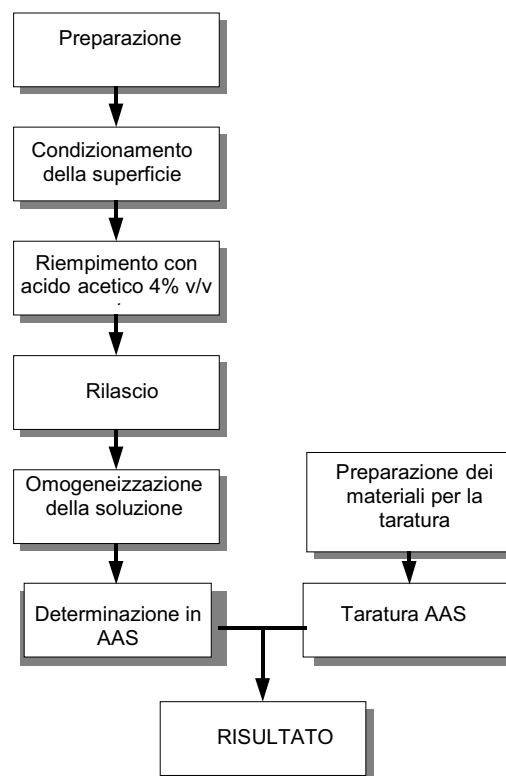 Preparazione
Condizionamento
della superficie
Riempimento con
acido acetico 4% v/v
Rilascio
Omogeneizzazione
della soluzione
Preparazione dei
materiali per la
taratura
Determinazione in
AAS
Taratura AAS
RISULTATO